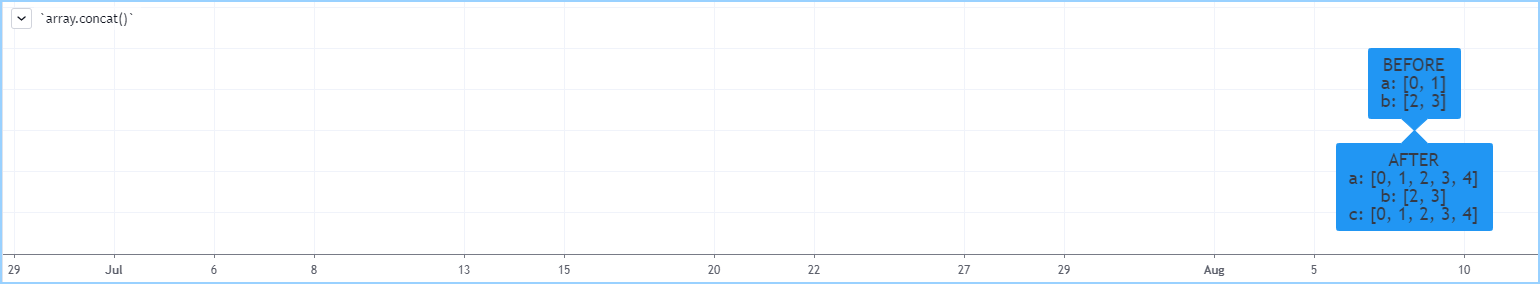 `array.concat()`
BEFORE
a: [0, 1]
b: [2, 3]
AFTER
a: [0, 1, 2, 3, 4]
b: [2, 3]
c: [0, 1, 2, 3, 4]
29 Jul 6 8 13 15 20 22 27 29 Aug 5 10